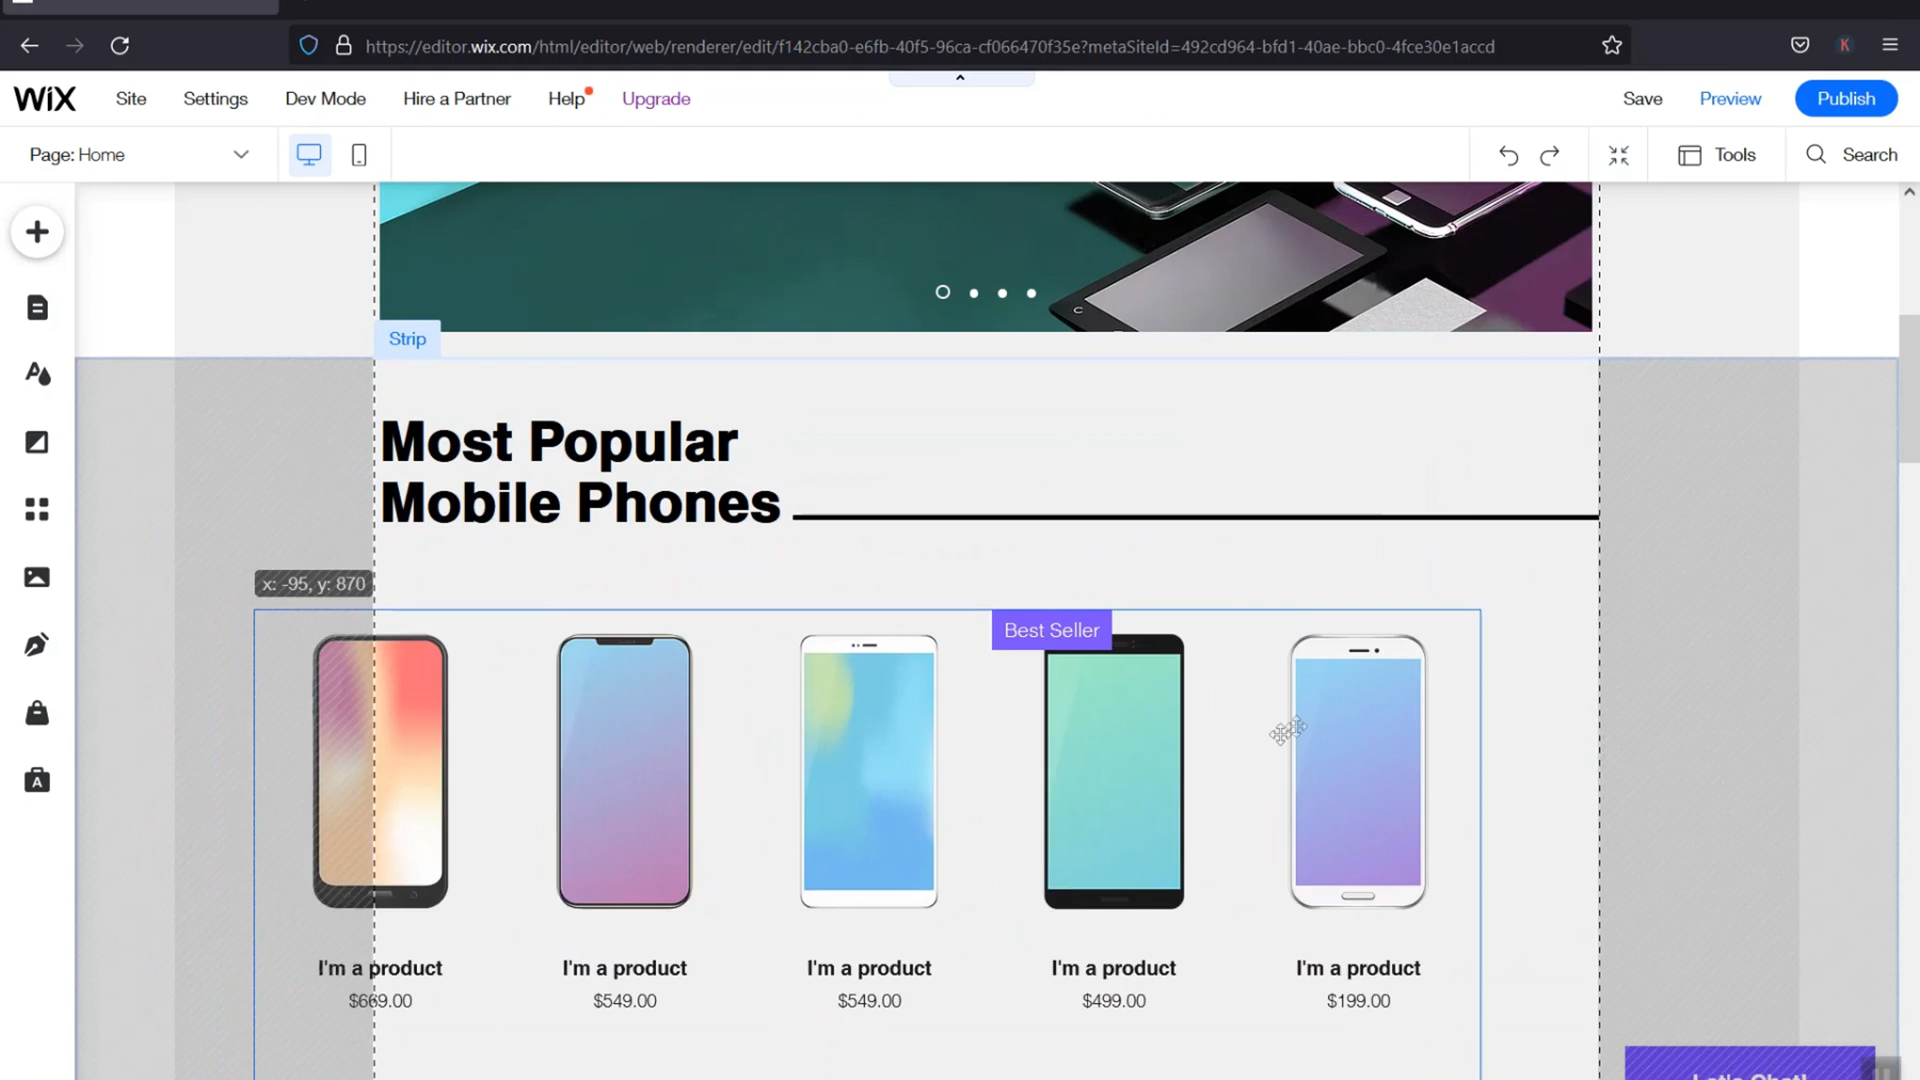 https://editor.wix.com/html/editor/web/renderer/edit/f142cba0-e6fb-40f5-96ca-cf066470f35e?metaSiteId=492cd964-bfd1-40ae-bbc0-4fce30e1accd
K
WiX Site Settings Dev Mode Hire a Partner Help Upgrade Save Preview Publish
Page: Home Tools Search
Strip
Most Popular
Mobile Phones
x: -95, y: 870
Best Seller
I'm a product I'm a product I'm a product I'm a product I'm a product
$669.00 $549.00 $549.00 $499.00 $199.00
Let's Chat!